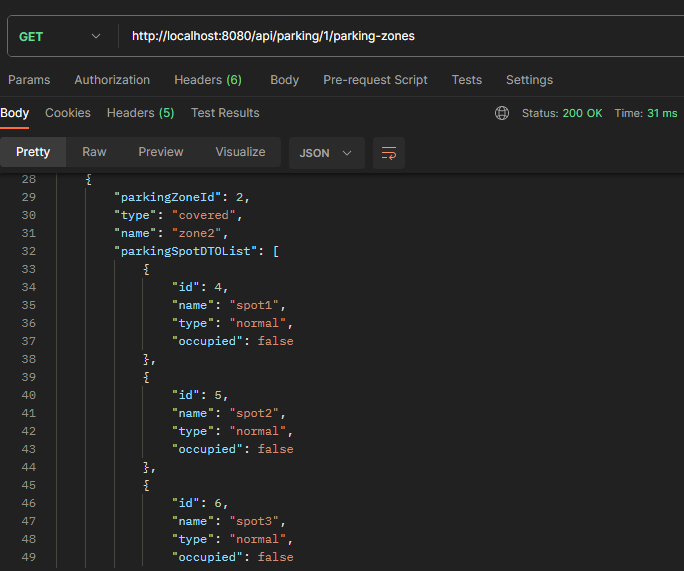 GET http://localhost:8080/api/parking/1/parking-zones
Params Authorization Headers (6) Body Pre-request Script Tests Settings
Body Cookies Headers (5) Test Results Status: 200 OK Time: 31 ms
Pretty Raw Preview Visualize JSON
28 {
29 "parkingZoneId": 2,
30 "type": "covered",
31 "name": "zone2",
32 "parkingSpotDTOList": [
33 {
34 "id": 4,
35 "name": "spot1",
36 "type": "normal",
37 "occupied": false
38 },
39 {
40 "id": 5,
41 "name": "spot2",
42 "type": "normal",
43 "occupied": false
44 },
45 {
46 "id": 6,
47 "name": "spot3",
48 "type": "normal",
49 "occupied": false